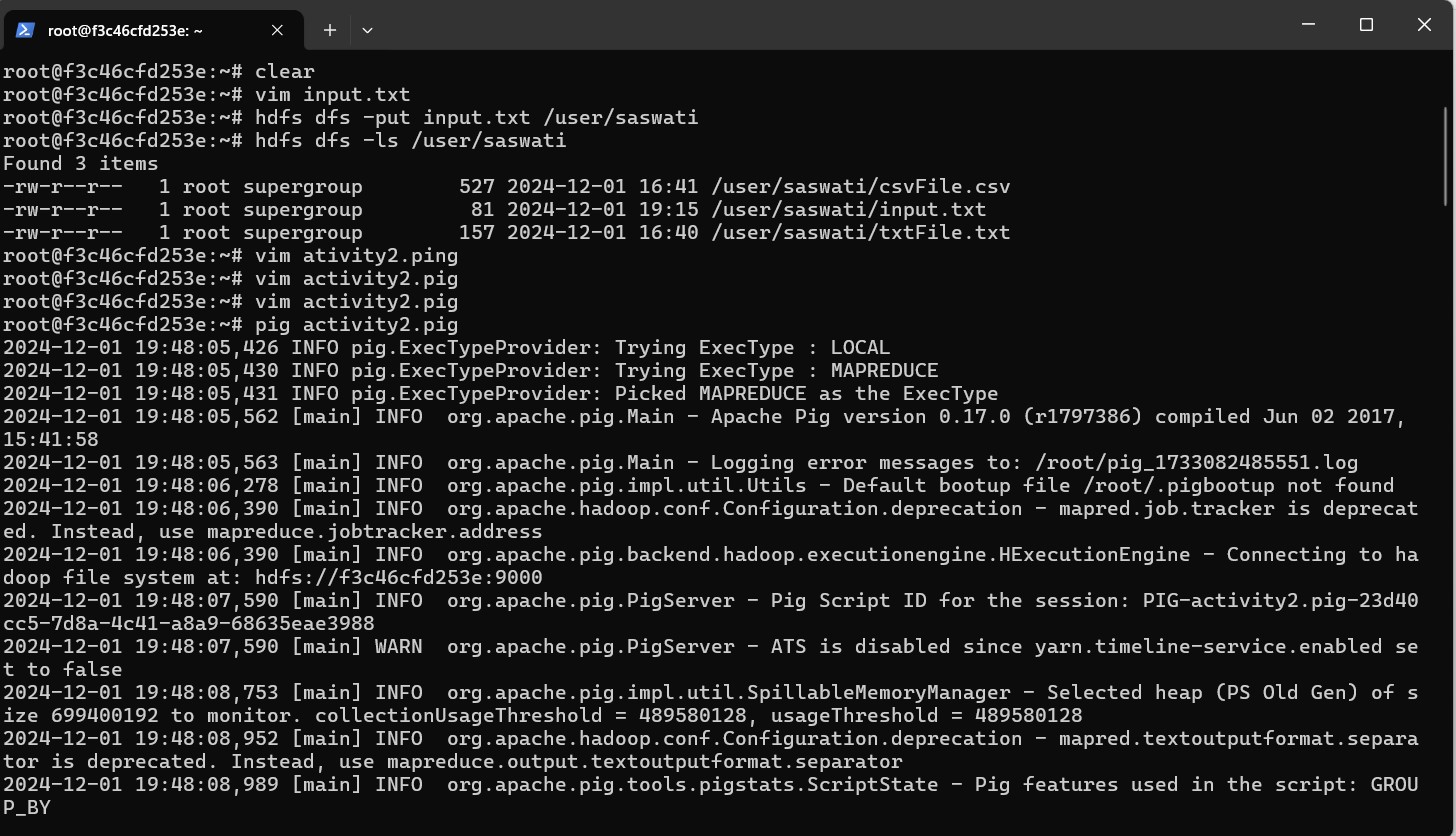 root@f3c46cfd253e: ~
root@f3c46cfd253e:~# clear
root@f3c46cfd253e:~# vim input.txt
root@f3c46cfd253e:~# hdfs dfs -put input.txt /user/saswati
root@f3c46cfd253e:~# hdfs dfs -ls /user/saswati
Found 3 items
-rw-r--r--   1 root supergroup        527 2024-12-01 16:41 /user/saswati/csvFile.csv
-rw-r--r--   1 root supergroup         81 2024-12-01 19:15 /user/saswati/input.txt
-rw-r--r--   1 root supergroup        157 2024-12-01 16:40 /user/saswati/txtFile.txt
root@f3c46cfd253e:~# vim ativity2.ping
root@f3c46cfd253e:~# vim activity2.pig
root@f3c46cfd253e:~# vim activity2.pig
root@f3c46cfd253e:~# pig activity2.pig
2024-12-01 19:48:05,426 INFO pig.ExecTypeProvider: Trying ExecType : LOCAL
2024-12-01 19:48:05,430 INFO pig.ExecTypeProvider: Trying ExecType : MAPREDUCE
2024-12-01 19:48:05,431 INFO pig.ExecTypeProvider: Picked MAPREDUCE as the ExecType
2024-12-01 19:48:05,562 [main] INFO  org.apache.pig.Main - Apache Pig version 0.17.0 (r1797386) compiled Jun 02 2017,
15:41:58
2024-12-01 19:48:05,563 [main] INFO  org.apache.pig.Main - Logging error messages to: /root/pig_1733082485551.log
2024-12-01 19:48:06,278 [main] INFO  org.apache.pig.impl.util.Utils - Default bootup file /root/.pigbootup not found
2024-12-01 19:48:06,390 [main] INFO  org.apache.hadoop.conf.Configuration.deprecation - mapred.job.tracker is deprecat
ed. Instead, use mapreduce.jobtracker.address
2024-12-01 19:48:06,390 [main] INFO  org.apache.pig.backend.hadoop.executionengine.HExecutionEngine - Connecting to ha
doop file system at: hdfs://f3c46cfd253e:9000
2024-12-01 19:48:07,590 [main] INFO  org.apache.pig.PigServer - Pig Script ID for the session: PIG-activity2.pig-23d40
cc5-7d8a-4c41-a8a9-68635eae3988
2024-12-01 19:48:07,590 [main] WARN  org.apache.pig.PigServer - ATS is disabled since yarn.timeline-service.enabled se
t to false
2024-12-01 19:48:08,753 [main] INFO  org.apache.pig.impl.util.SpillableMemoryManager - Selected heap (PS Old Gen) of s
ize 699400192 to monitor. collectionUsageThreshold = 489580128, usageThreshold = 489580128
2024-12-01 19:48:08,952 [main] INFO  org.apache.hadoop.conf.Configuration.deprecation - mapred.textoutputformat.separa
tor is deprecated. Instead, use mapreduce.output.textoutputformat.separator
2024-12-01 19:48:08,989 [main] INFO  org.apache.pig.tools.pigstats.ScriptState - Pig features used in the script: GROU
P_BY